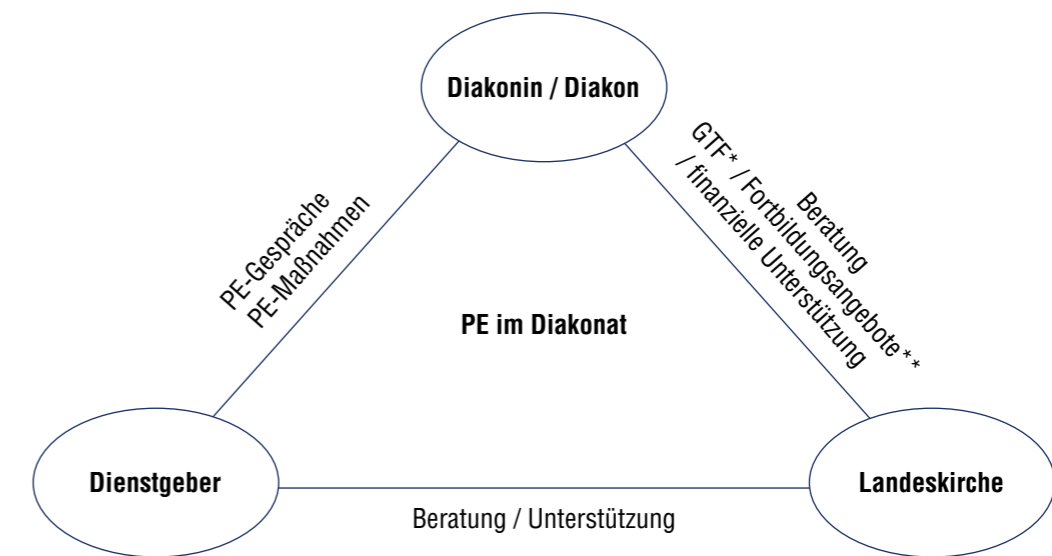 Diakonin / Diakon
PE-Gespräche
PE-Maßnahmen
Beratung
GTF* / Fortbildungsangebote**
/ finanzielle Unterstützung
PE im Diakonat
Dienstgeber
Landeskirche
Beratung / Unterstützung